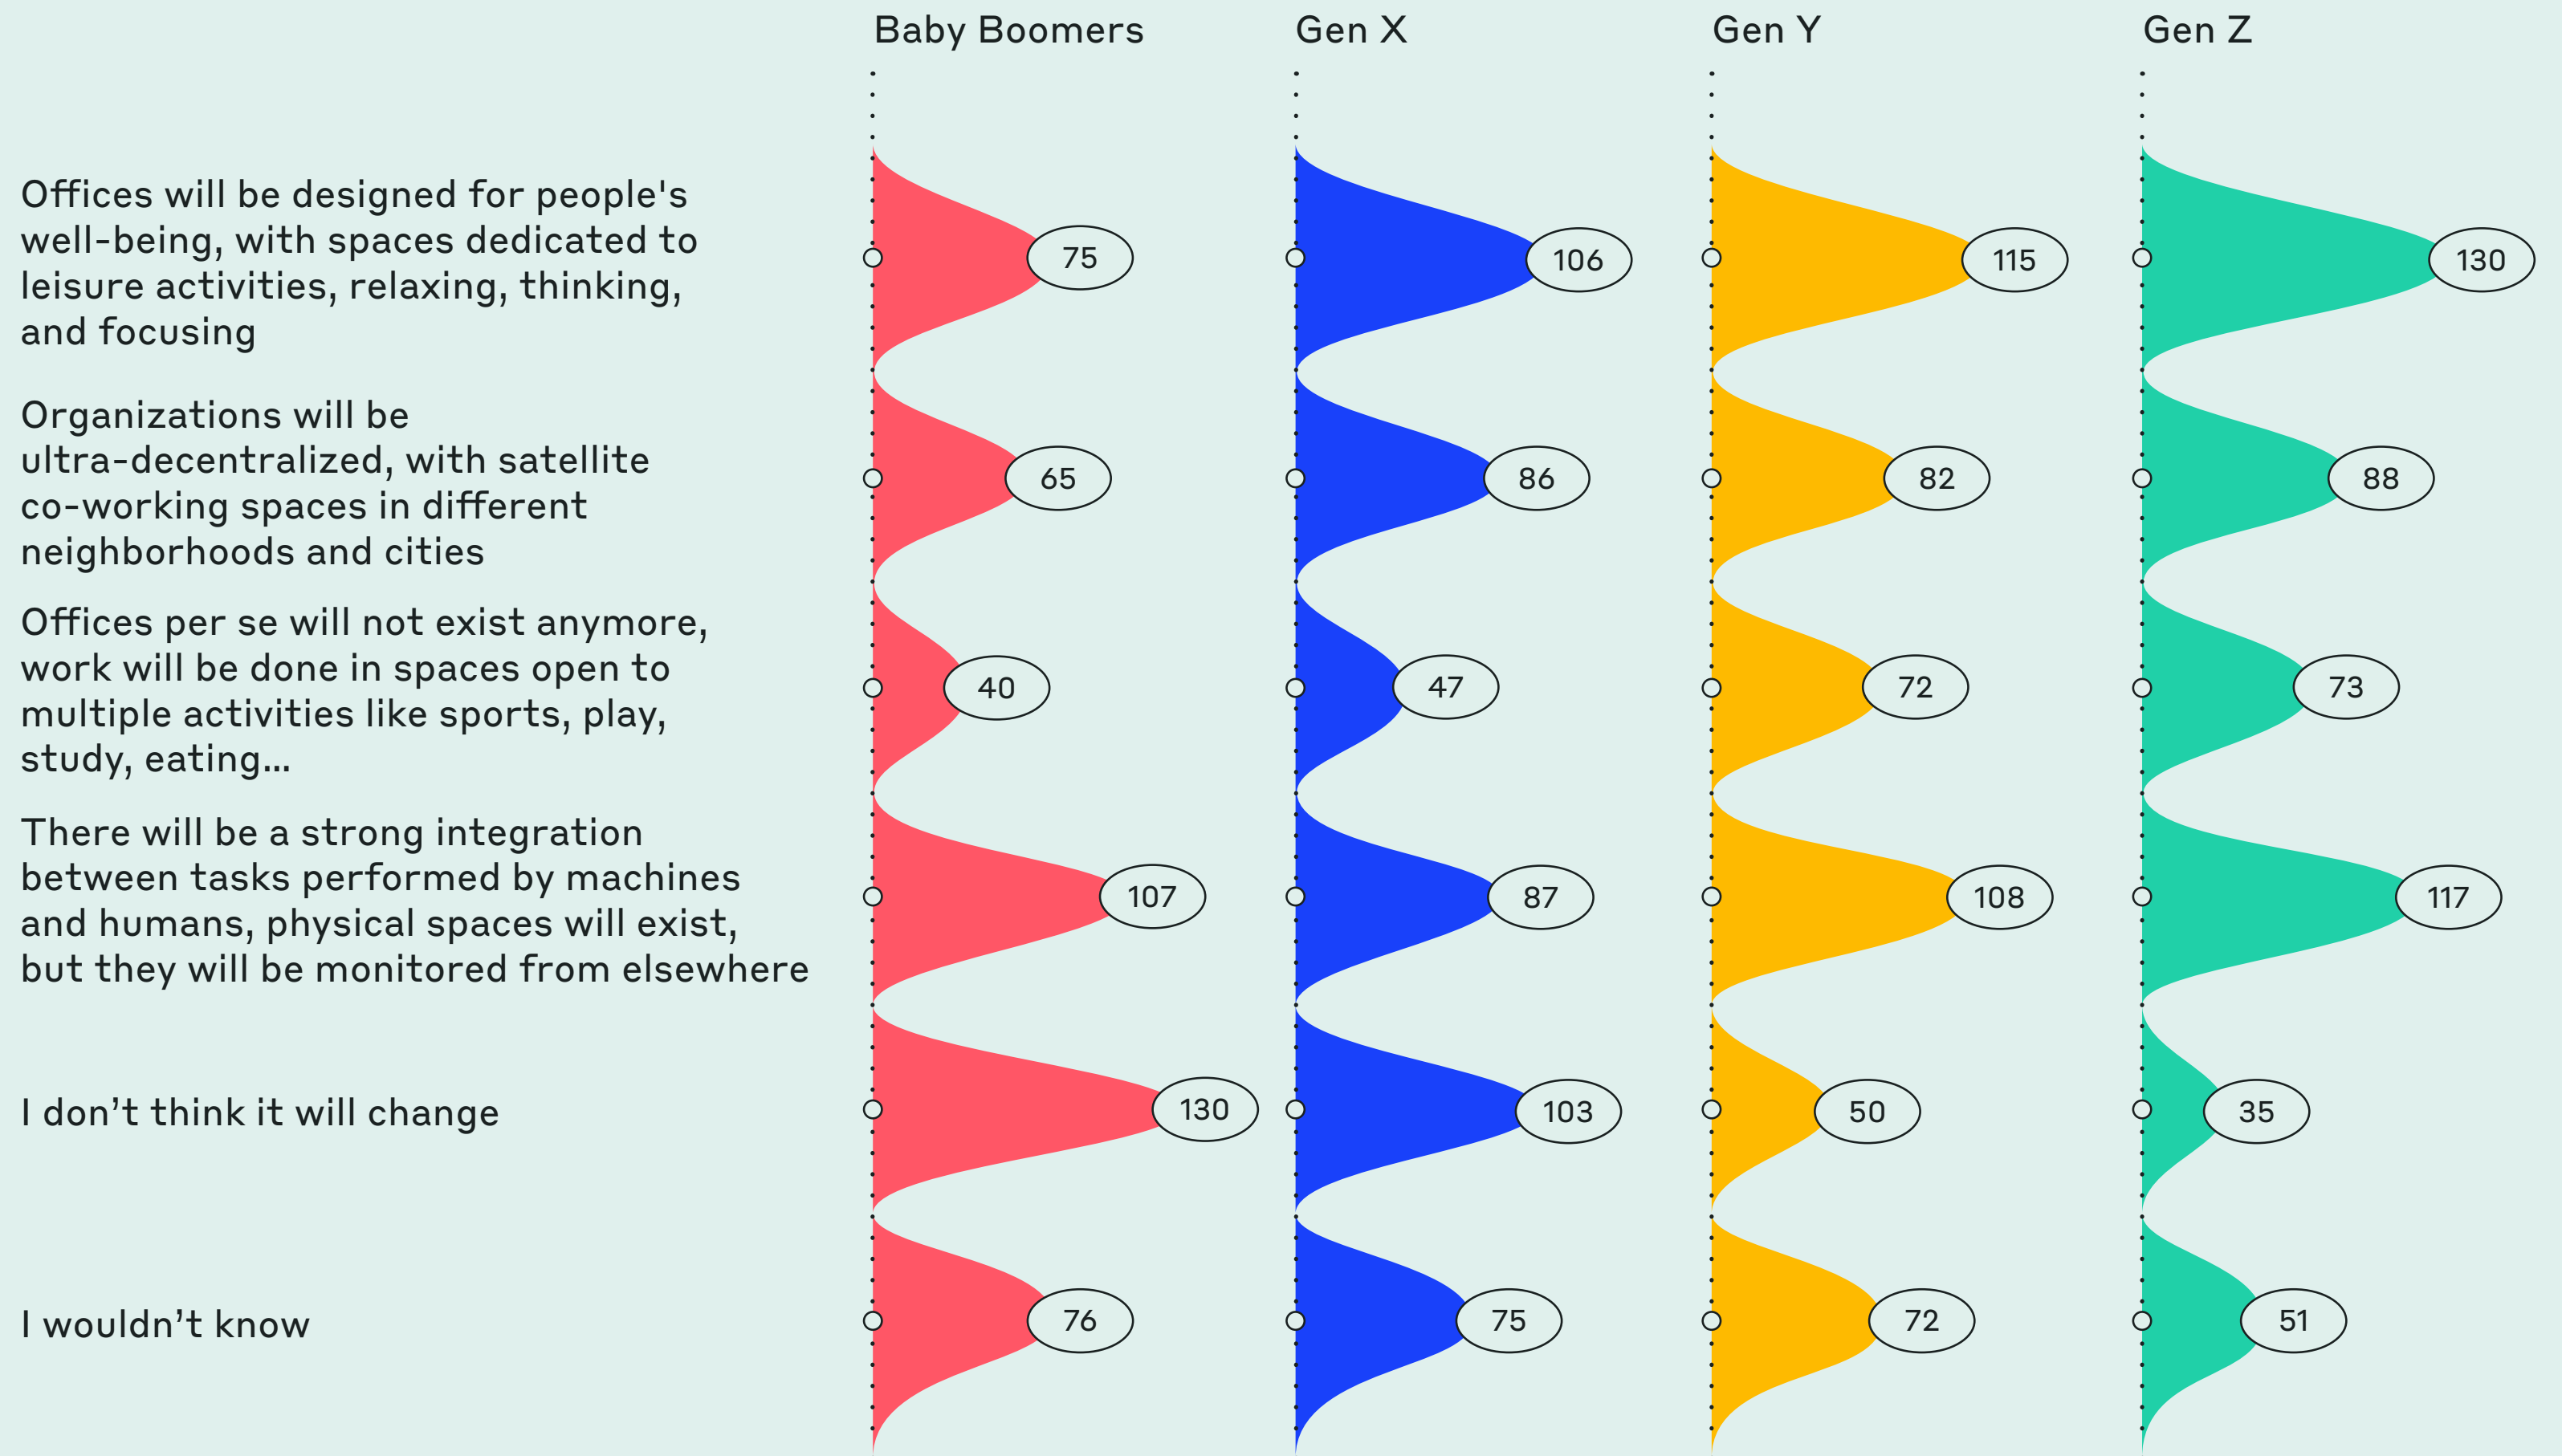 Baby Boomers
Gen X
Gen Y
Gen Z
Offices will be designed for people's
well-being, with spaces dedicated to
leisure activities, relaxing, thinking,
and focusing
75
106
115
130
Organizations will be
ultra-decentralized, with satellite
co-working spaces in different
neighborhoods and cities
65
86
82
88
Offices per se will not exist anymore,
work will be done in spaces open to
multiple activities like sports, play,
study, eating...
40
47
72
73
There will be a strong integration
between tasks performed by machines
and humans, physical spaces will exist,
but they will be monitored from elsewhere
107
87
108
117
I don’t think it will change
130
103
50
35
I wouldn’t know
76
75
72
51